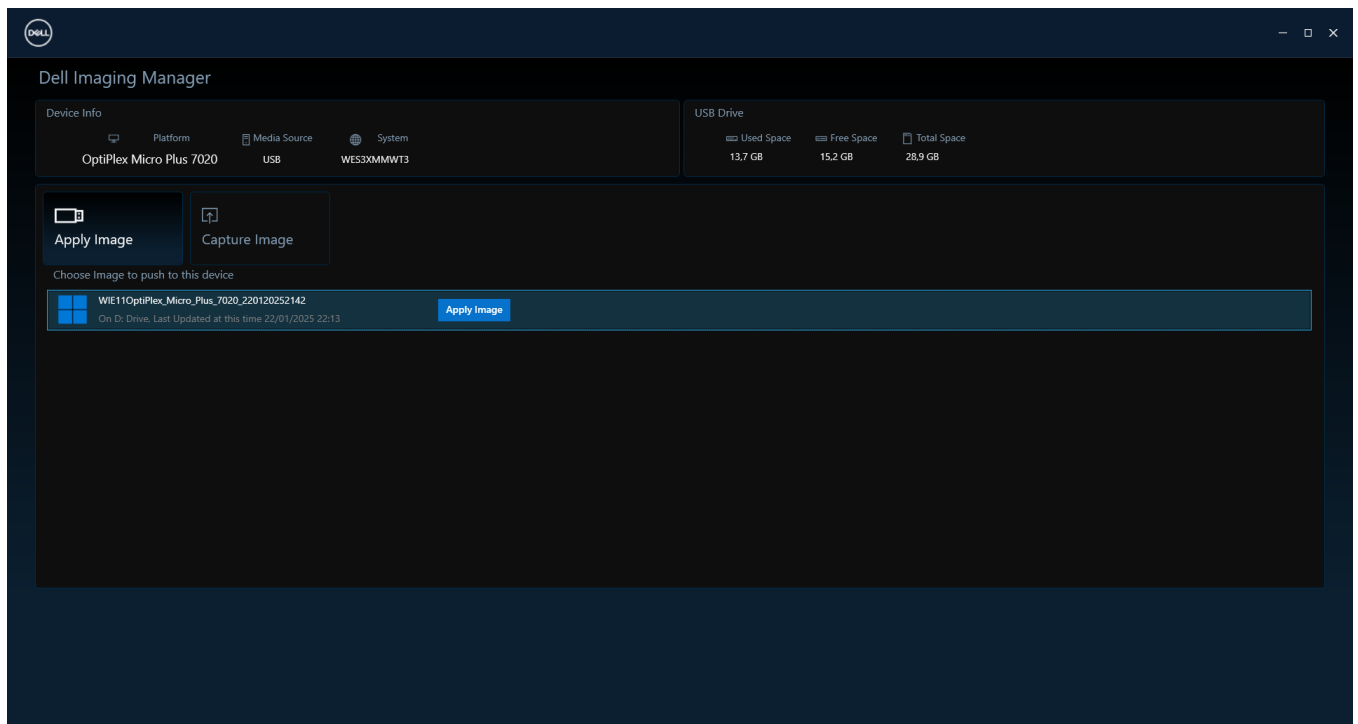 DELL
Dell Imaging Manager
Device Info
Platform Media Source System
OptiPlex Micro Plus 7020 USB WES3XMMWT3
USB Drive
Used Space Free Space Total Space
13,7 GB 15,2 GB 28,9 GB
Apply Image Capture Image
Choose Image to push to this device
WIE11OptiPlex_Micro_Plus_7020_220120252142
On D: Drive, Last Updated at this time 22/01/2025 22:13
Apply Image